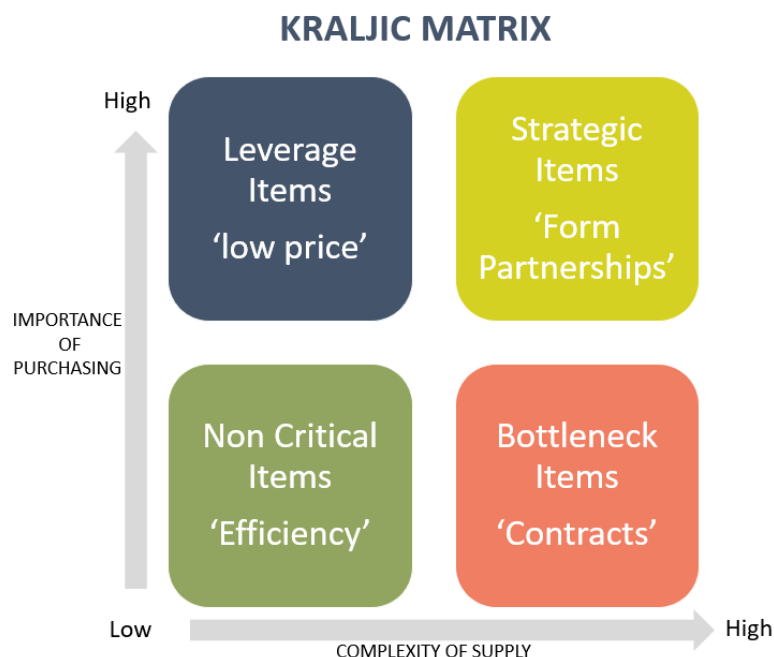 KRALJIC MATRIX
High
Leverage
Items
‘low price’
Strategic
Items
‘Form
Partnerships’
IMPORTANCE
OF
PURCHASING
Non Critical
Items
‘Efficiency’
Bottleneck
Items
‘Contracts’
Low
High
COMPLEXITY OF SUPPLY